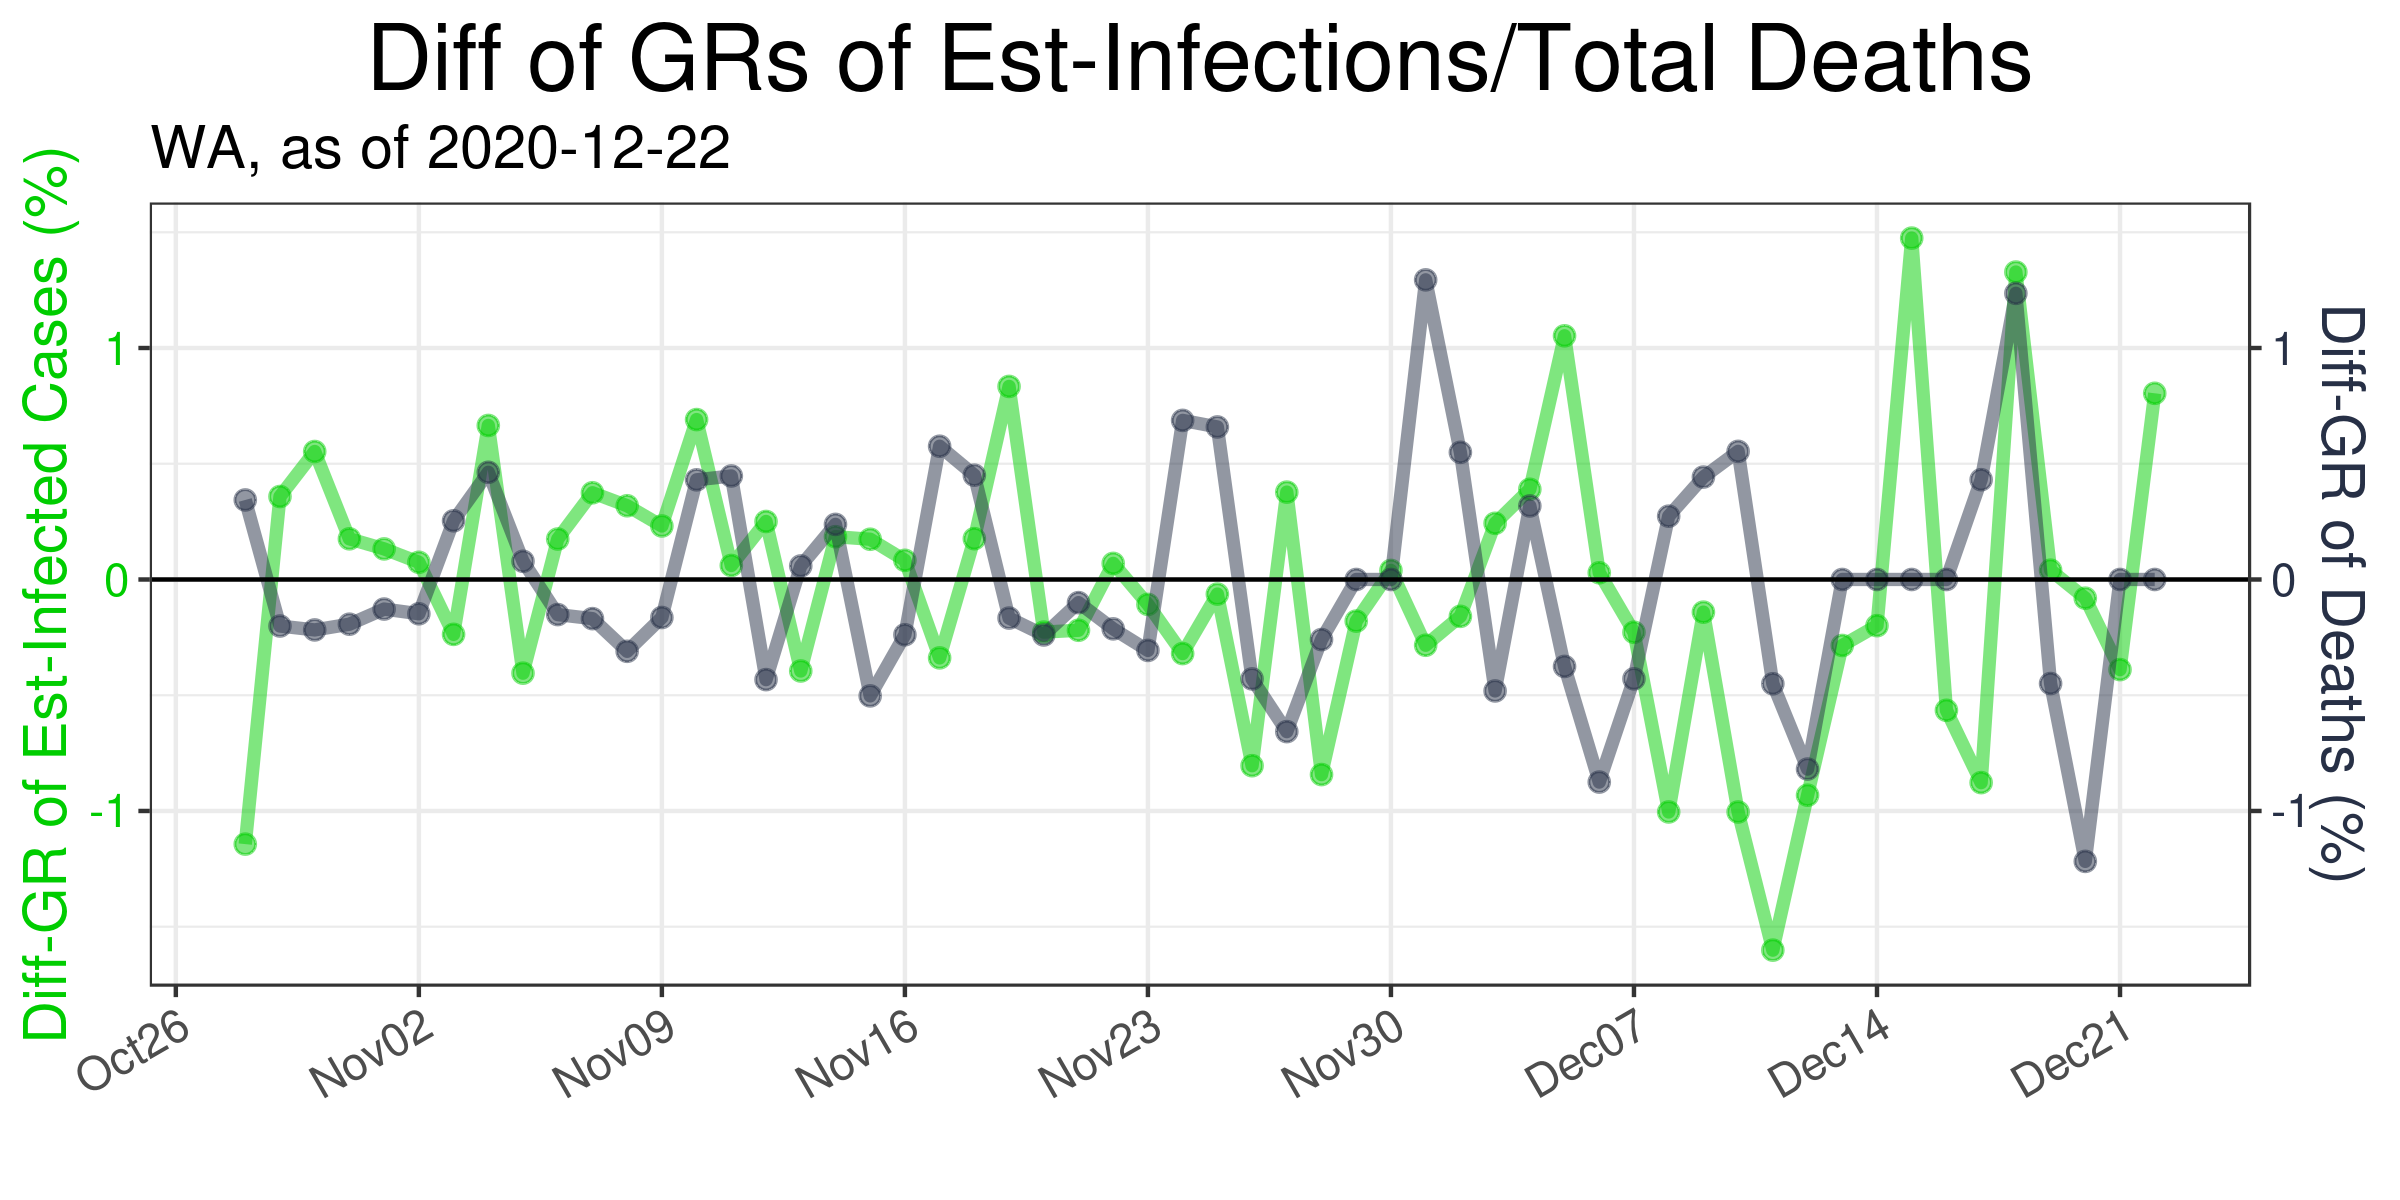 Diff of GRs of Est-Infections/Total Deaths
WA, as of 2020-12-22
Diff-GR of Est-Infected Cases (%)
1
0
-1
1
0
-1
Diff-GR of Deaths (%)
Oct26
Nov02
Nov09
Nov16
Nov23
Nov30
Dec07
Dec14
Dec21